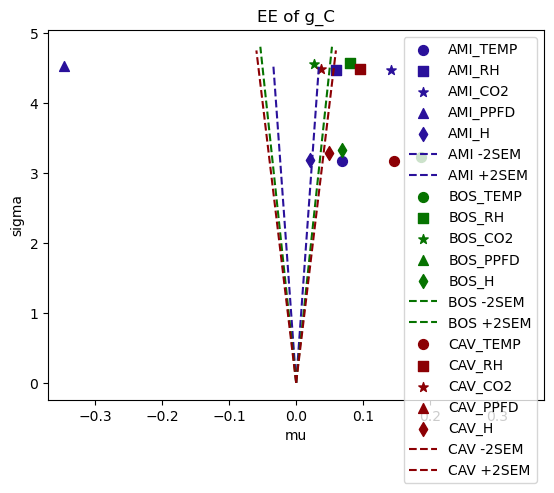 EE of g_C
5
4
3
2
1
0
sigma
−0.3
−0.2
−0.1
0.0
0.1
0.2
0.3
mu
AMI_TEMP
AMI_RH
AMI_CO2
AMI_PPFD
AMI_H
AMI -2SEM
AMI +2SEM
BOS_TEMP
BOS_RH
BOS_CO2
BOS_PPFD
BOS_H
BOS -2SEM
BOS +2SEM
CAV_TEMP
CAV_RH
CAV_CO2
CAV_PPFD
CAV_H
CAV -2SEM
CAV +2SEM